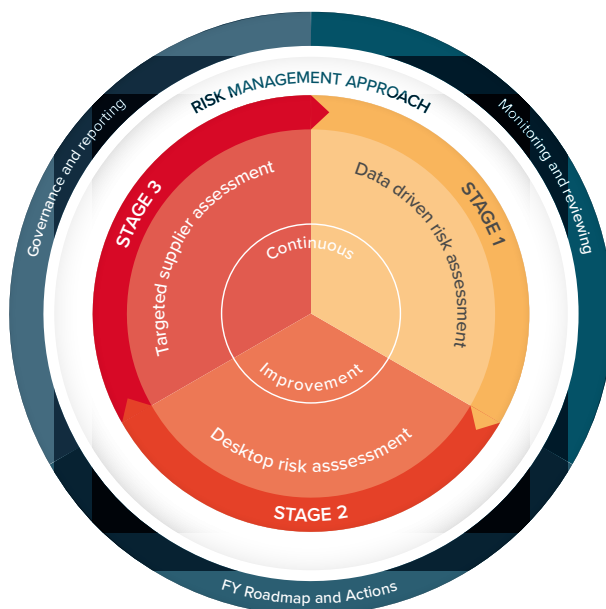 RISK MANAGEMENT APPROACH
Governance and reporting
Monitoring and reviewing
FY Roadmap and Actions
STAGE 1
Data driven risk assessment
STAGE 2
Desktop risk asssessment
STAGE 3
Targeted supplier assessment
Continuous
Improvement